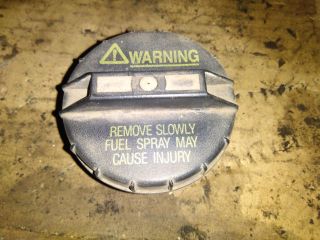 WARNING
REMOVE SLOWLY
FUEL SPRAY MAY
CAUSE INJURY